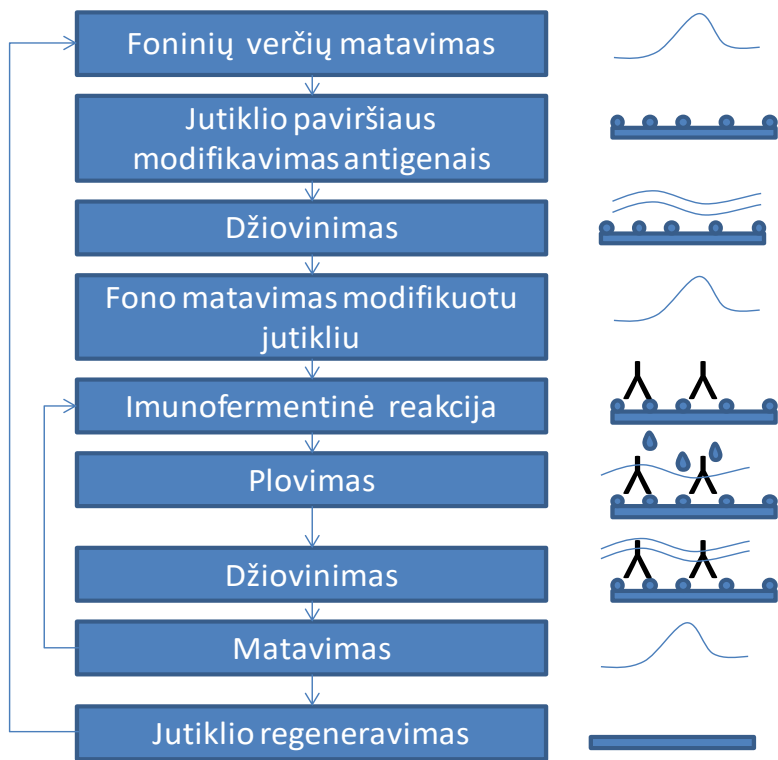 Foninių verčių matavimas
Jutiklio paviršiaus
modifikavimas antigenais
Džiovinimas
Fono matavimas modifikuotu
jutikliu
Imunofermentinė reakcija
Plovimas
Džiovinimas
Matavimas
Jutiklio regeneravimas